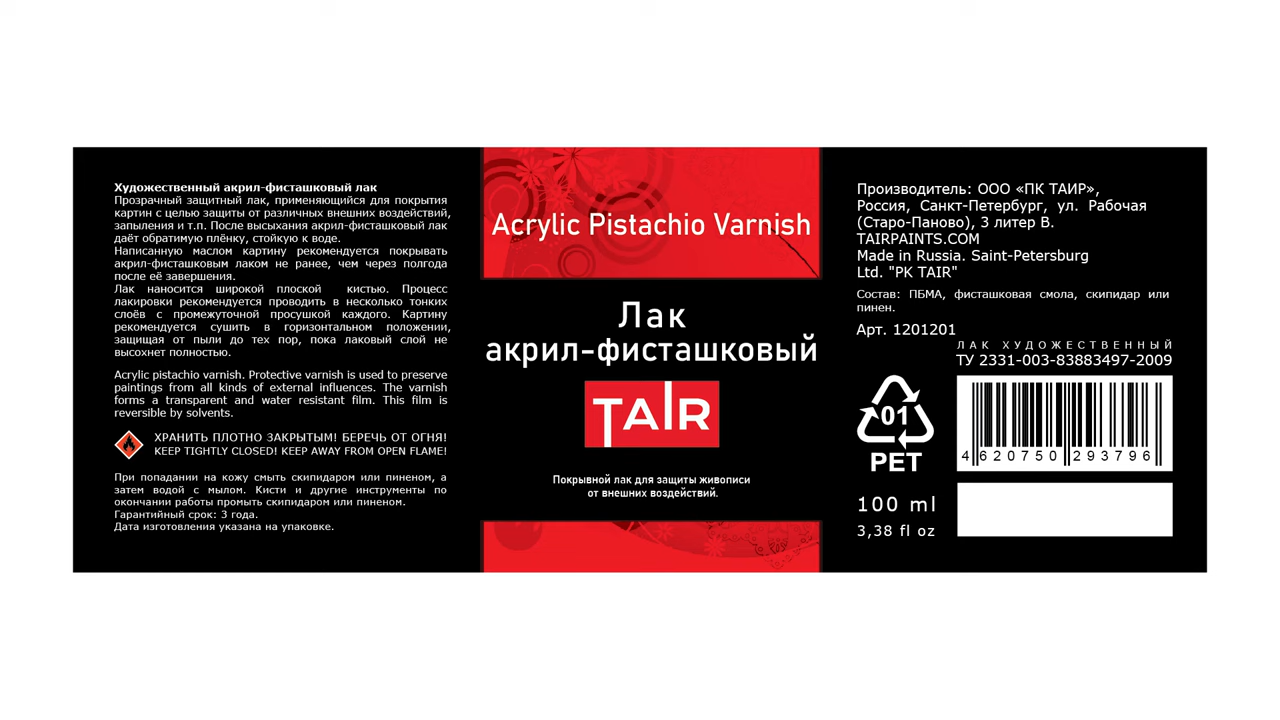 Художественный акрил-фисташковый лак
Прозрачный защитный лак, применяющийся для покрытия
картин с целью защиты от различных внешних воздействий,
запыления и т.п. После высыхания акрил-фисташковый лак
даёт обратимую плёнку, стойкую к воде.
Написанную маслом картину рекомендуется покрывать
акрил-фисташковым лаком не ранее, чем через полгода
после её завершения.
Лак наносится широкой плоской кистью. Процесс
лакировки рекомендуется проводить в несколько тонких
слоёв с промежуточной просушкой каждого. Картину
рекомендуется сушить в горизонтальном положении,
защищая от пыли до тех пор, пока лаковый слой не
высохнет полностью.
Acrylic pistachio varnish. Protective varnish is used to preserve
paintings from all kinds of external influences. The varnish
forms a transparent and water resistant film. This film is
reversible by solvents.
ХРАНИТЬ ПЛОТНО ЗАКРЫТЫМ! БЕРЕЧЬ ОТ ОГНЯ!
KEEP TIGHTLY CLOSED! KEEP AWAY FROM OPEN FLAME!
При попадании на кожу смыть скипидаром или пиненом, а
затем водой с мылом. Кисти и другие инструменты по
окончании работы промыть скипидаром или пиненом.
Гарантийный срок: 3 года.
Дата изготовления указана на упаковке.
Acrylic Pistachio Varnish
Лак
акрил-фисташковый
TAIR
Покрывной лак для защиты живописи
от внешних воздействий.
Производитель: ООО «ПК ТАИР»,
Россия, Санкт-Петербург, ул. Рабочая
(Старо-Паново), 3 литер В.
TAIRPAINTS.COM
Made in Russia. Saint-Petersburg
Ltd. "PK TAIR"
Состав: ПБМА, фисташковая смола, скипидар или
пинен.
Арт. 1201201
ЛАК ХУДОЖЕСТВЕННЫЙ
ТУ 2331-003-83883497-2009
01
PET
4 620750 293796
100 ml
3,38 fl oz